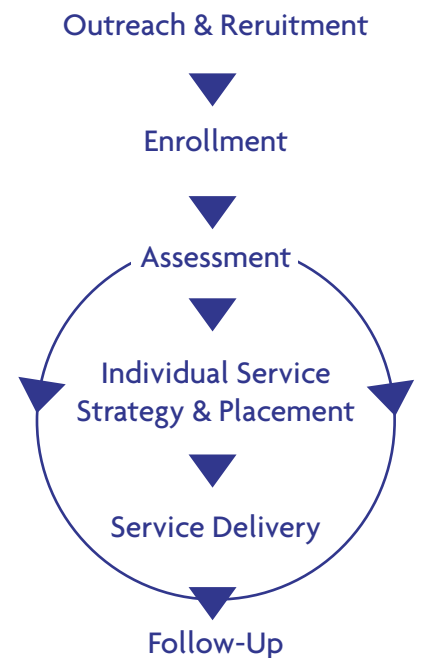 Outreach & Reruitment
Enrollment
Assessment
Individual Service
Strategy & Placement
Service Delivery
Follow-Up